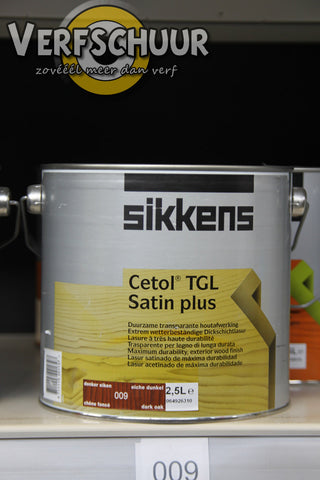 VERFSCHUUR
zovééél meer dan verf
sikkens
Cetol® TGL
Satin plus
Duurzame transparante houtafwerking
Extrem wetterbeständige Dickschichtlasur
Lasure à très haute durabilité
Trasparente per legno di lunga durata
Maximum durability, exterior wood finish
Lasur satinado de máxima durabilidad
Lasur acetinado de máxima durabilidade
donker eiken
eiche dunkel
009
2,5L
chêne foncé
dark oak
009